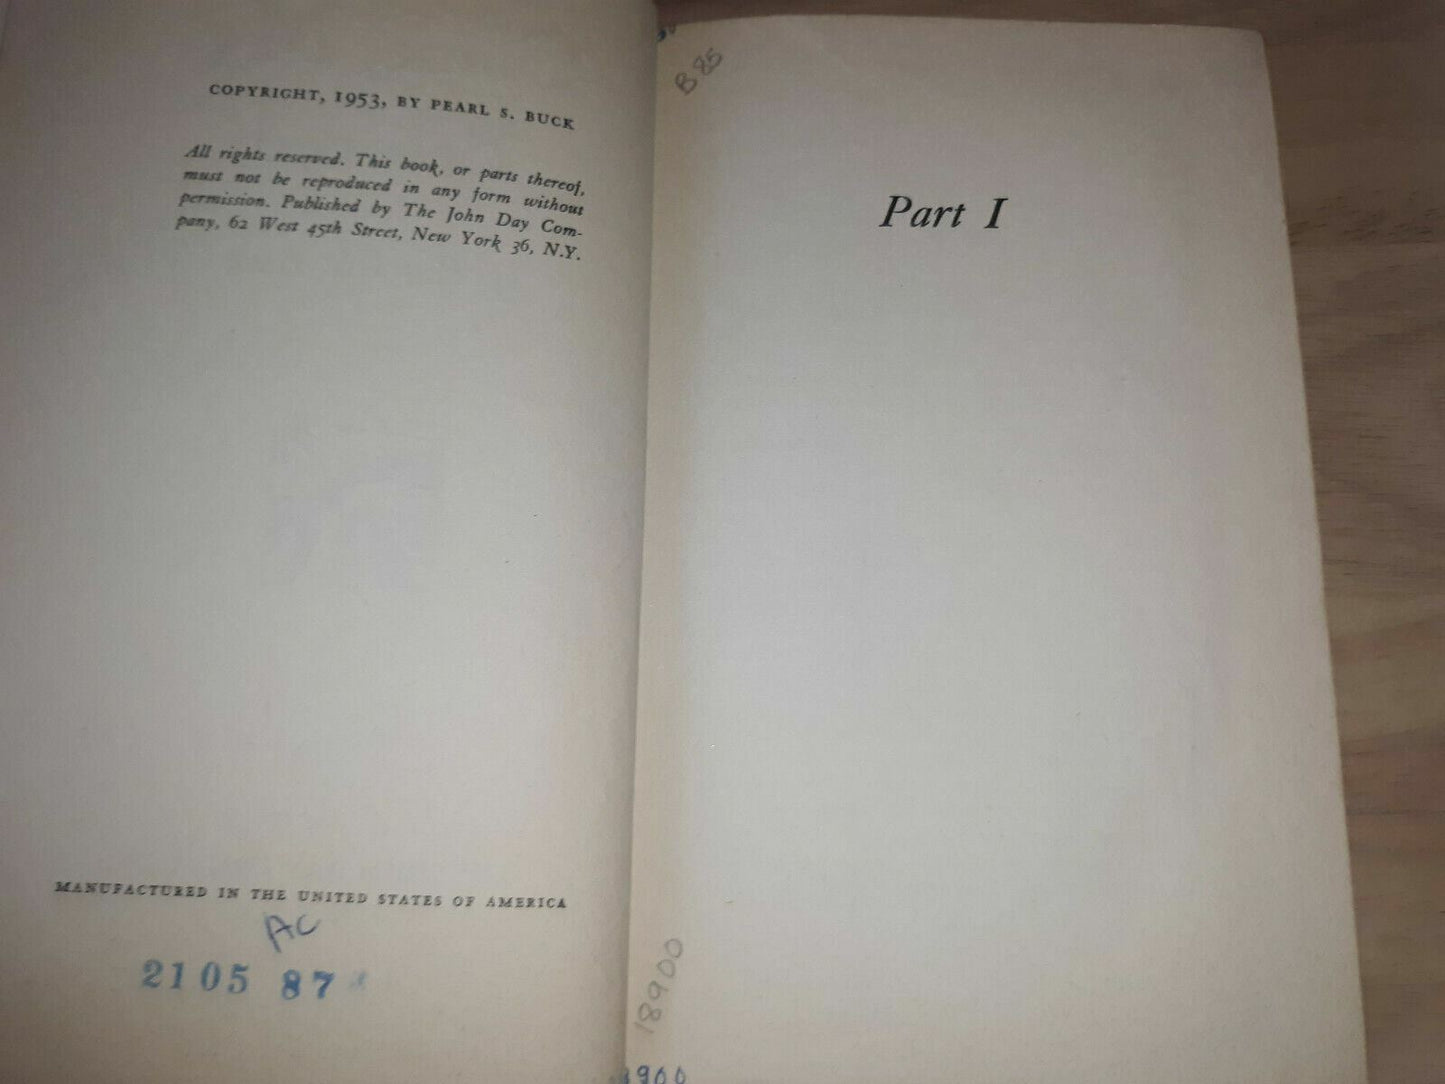 COPYRIGHT, 1953, BY PEARL S. BUCK
All rights reserved. This book, or parts thereof,
must not be reproduced in any form without
permission. Published by The John Day Com-
pany, 62 West 45th Street, New York 36, N.Y.
MANUFACTURED IN THE UNITED STATES OF AMERICA
AC
2105 87
B 85
Part I
18900
900